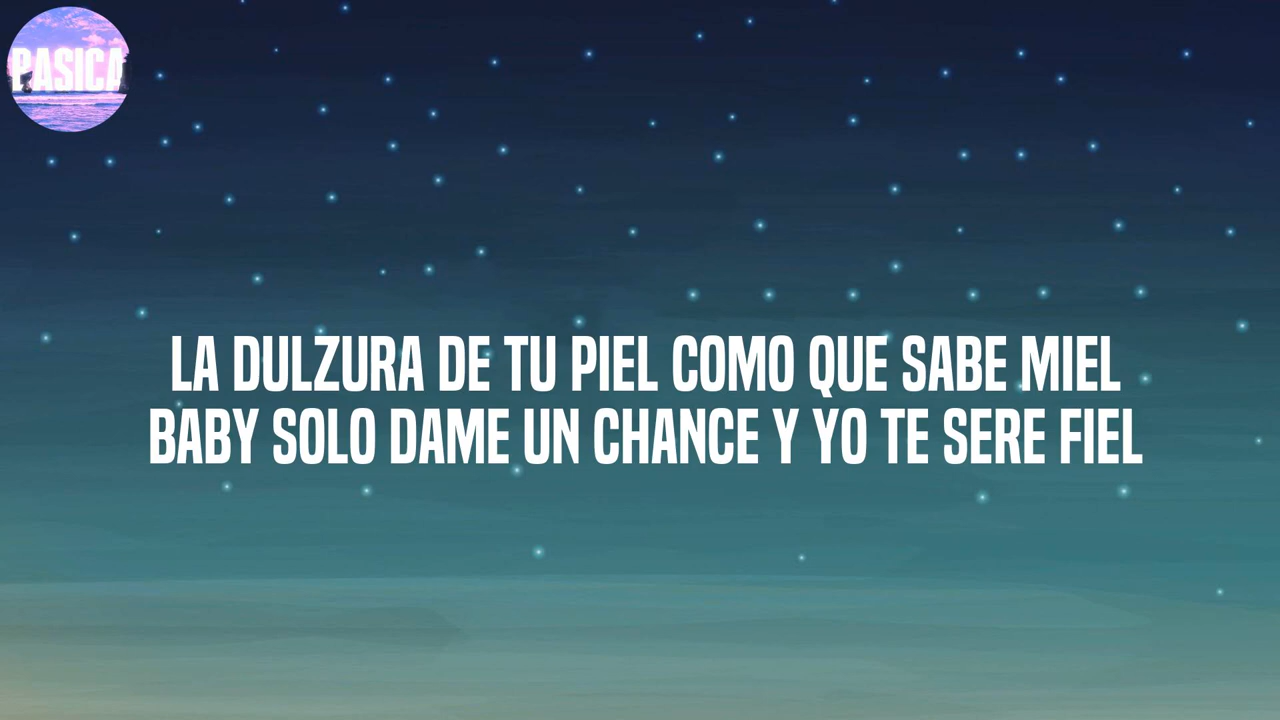 PASICA
LA DULZURA DE TU PIEL COMO QUE SABE MIEL
BABY SOLO DAME UN CHANCE Y YO TE SERE FIEL